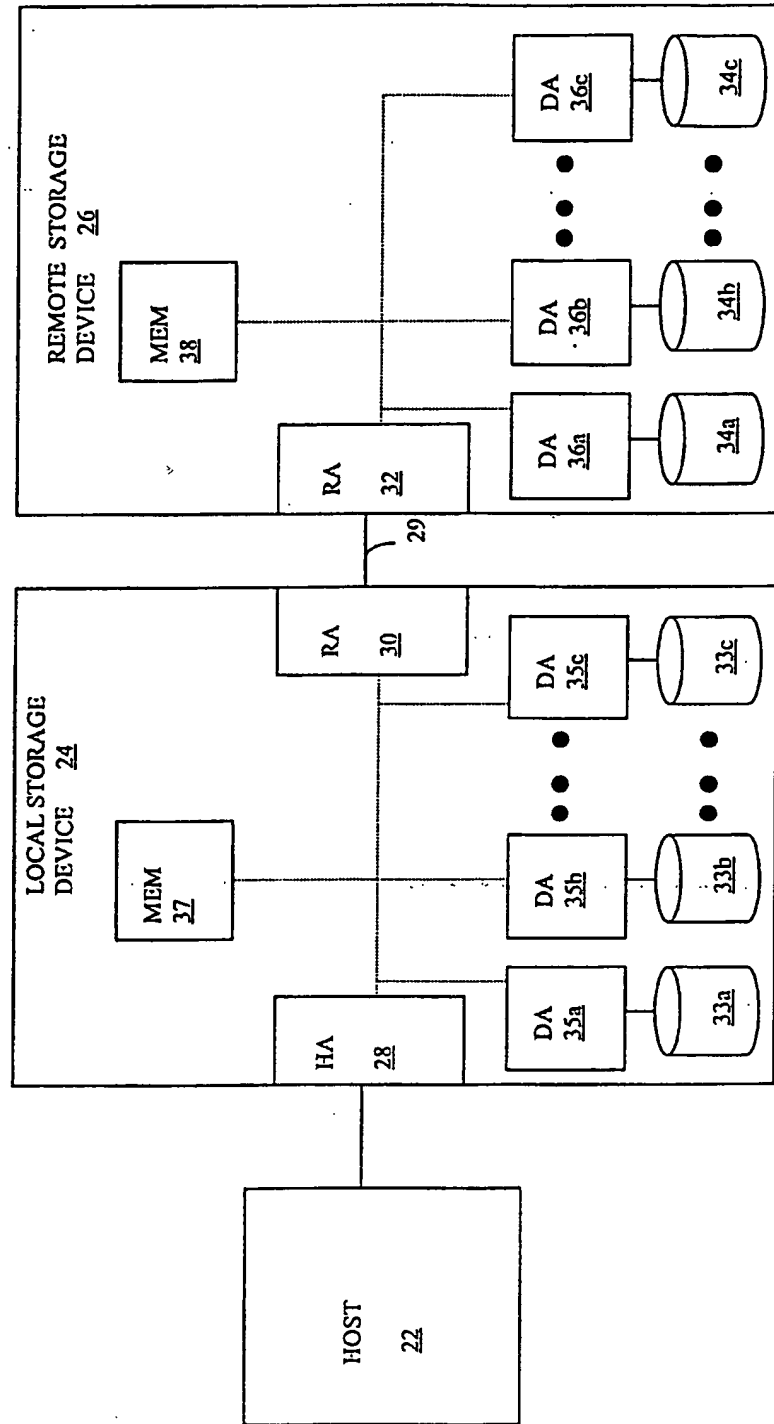 HOST
22
LOCAL STORAGE
DEVICE 24
MEM
37
HA
28
RA
30
DA
35a
DA
35b
DA
35c
33a
33b
33c
29
REMOTE STORAGE
DEVICE 26
MEM
38
RA
32
DA
36a
DA
36b
DA
36c
34a
34b
34c